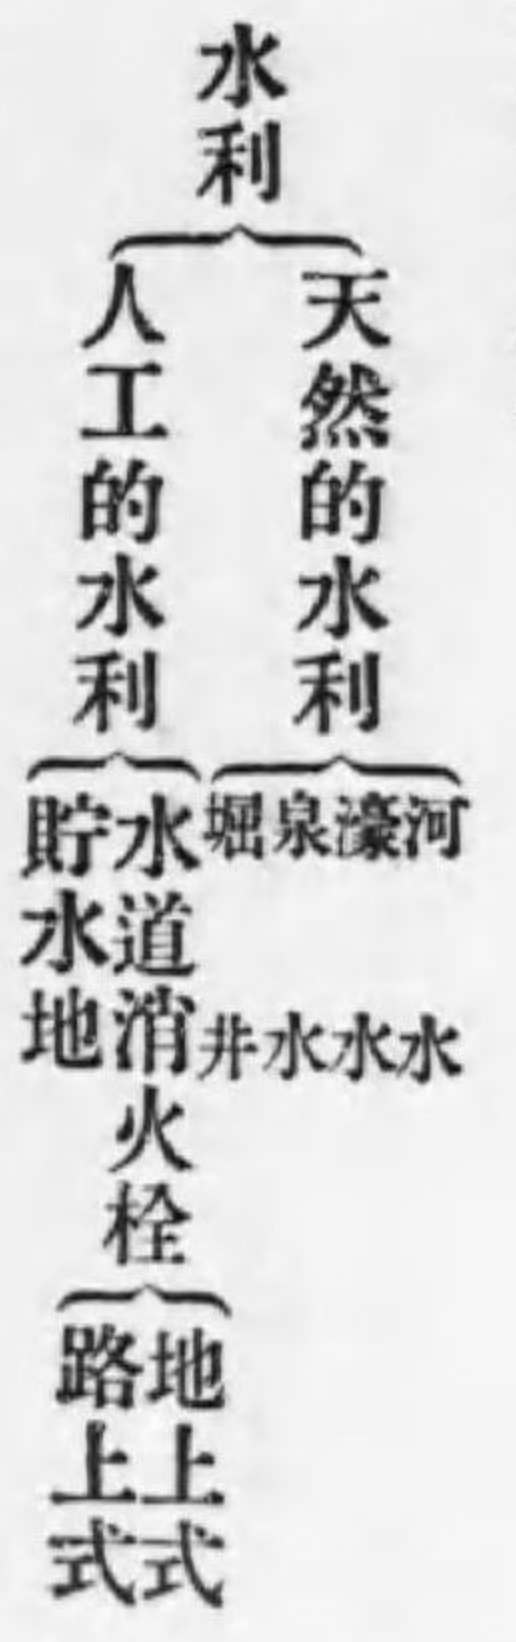 水利
天然的水利
河水
濠水
泉水
堀井
人工的水利
水道消火栓
地上式
路上式
貯水地